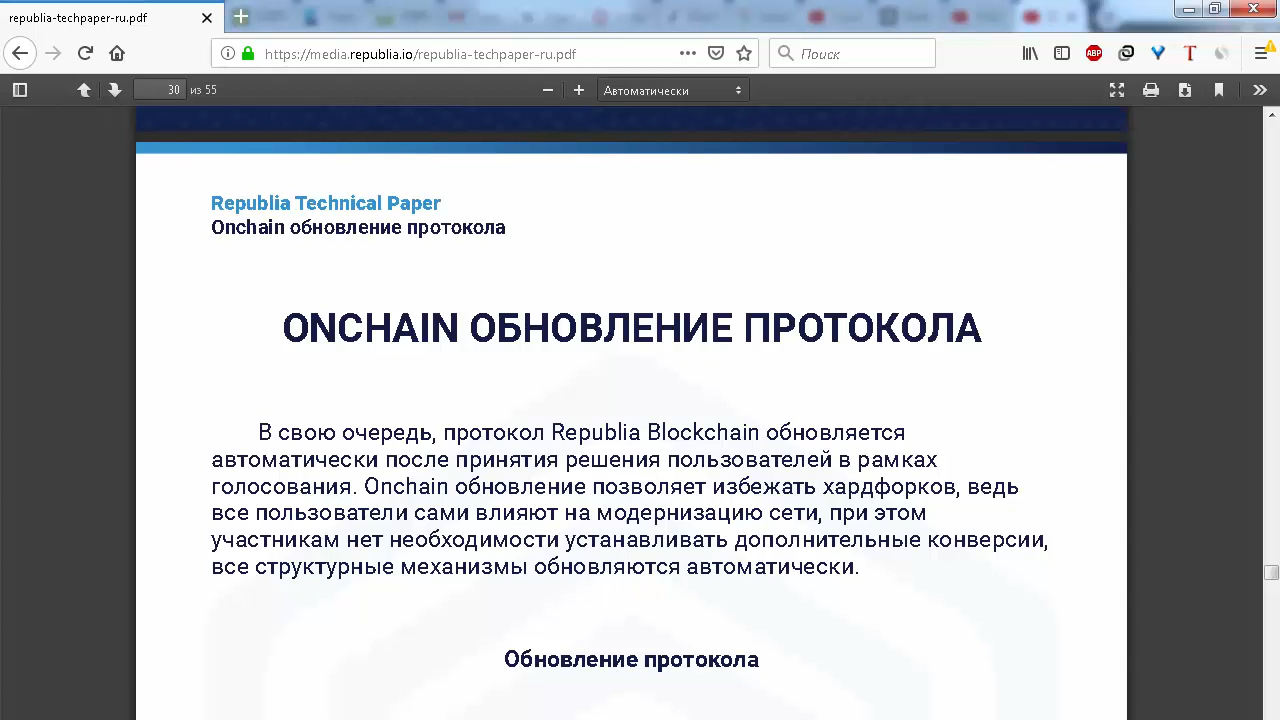 republia-techpaper-ru.pdf
https://media.republia.io/republia-techpaper-ru.pdf
Поиск
ABP
30 из 55
Автоматически
Republia Technical Paper
Onchain обновление протокола
ONCHAIN ОБНОВЛЕНИЕ ПРОТОКОЛА
В свою очередь, протокол Republia Blockchain обновляется
автоматически после принятия решения пользователей в рамках
голосования. Onchain обновление позволяет избежать хардфорков, ведь
все пользователи сами влияют на модернизацию сети, при этом
участникам нет необходимости устанавливать дополнительные конверсии,
все структурные механизмы обновляются автоматически.
Обновление протокола